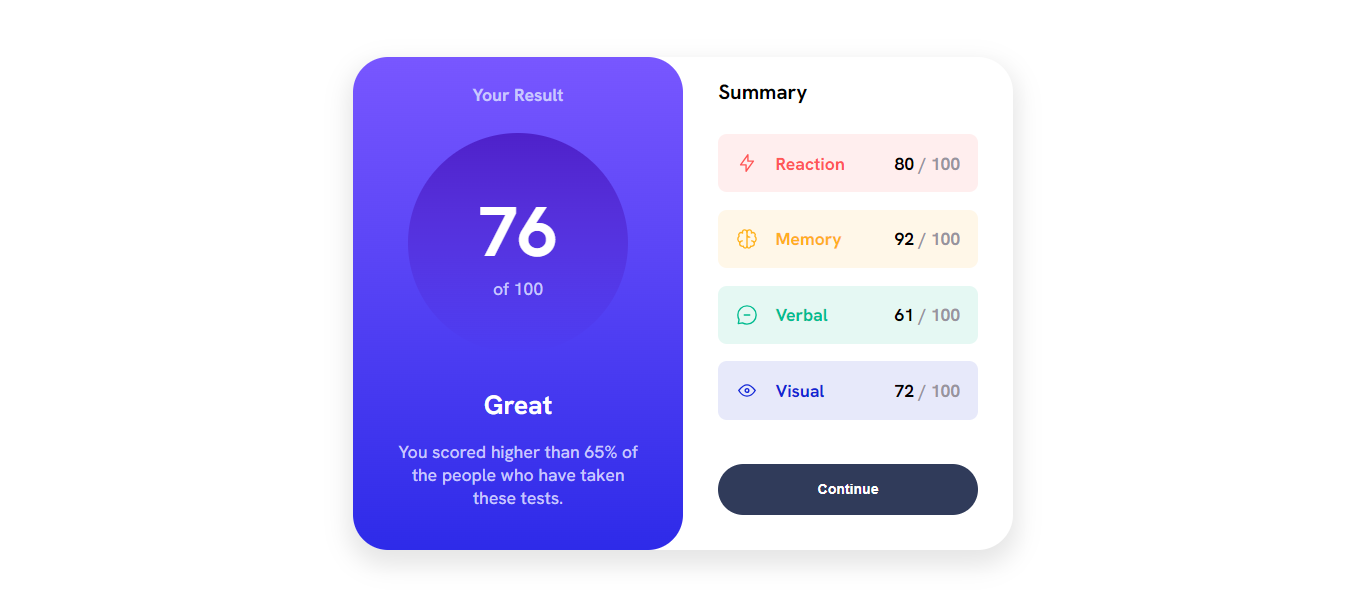 Your Result
76
of 100
Great
You scored higher than 65% of
the people who have taken
these tests.
Summary
Reaction 80 / 100
Memory 92 / 100
Verbal 61 / 100
Visual 72 / 100
Continue